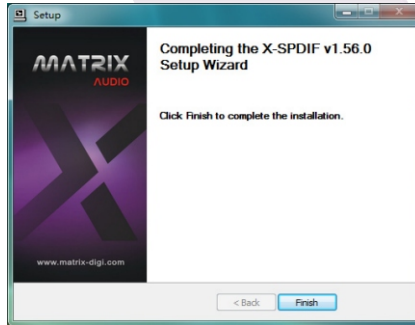 Setup
MATRIX
AUDIO
Completing the X-SPDIF v1.56.0
Setup Wizard
Click Finish to complete the installation.
www.matrix-digi.com
< Back
Finish